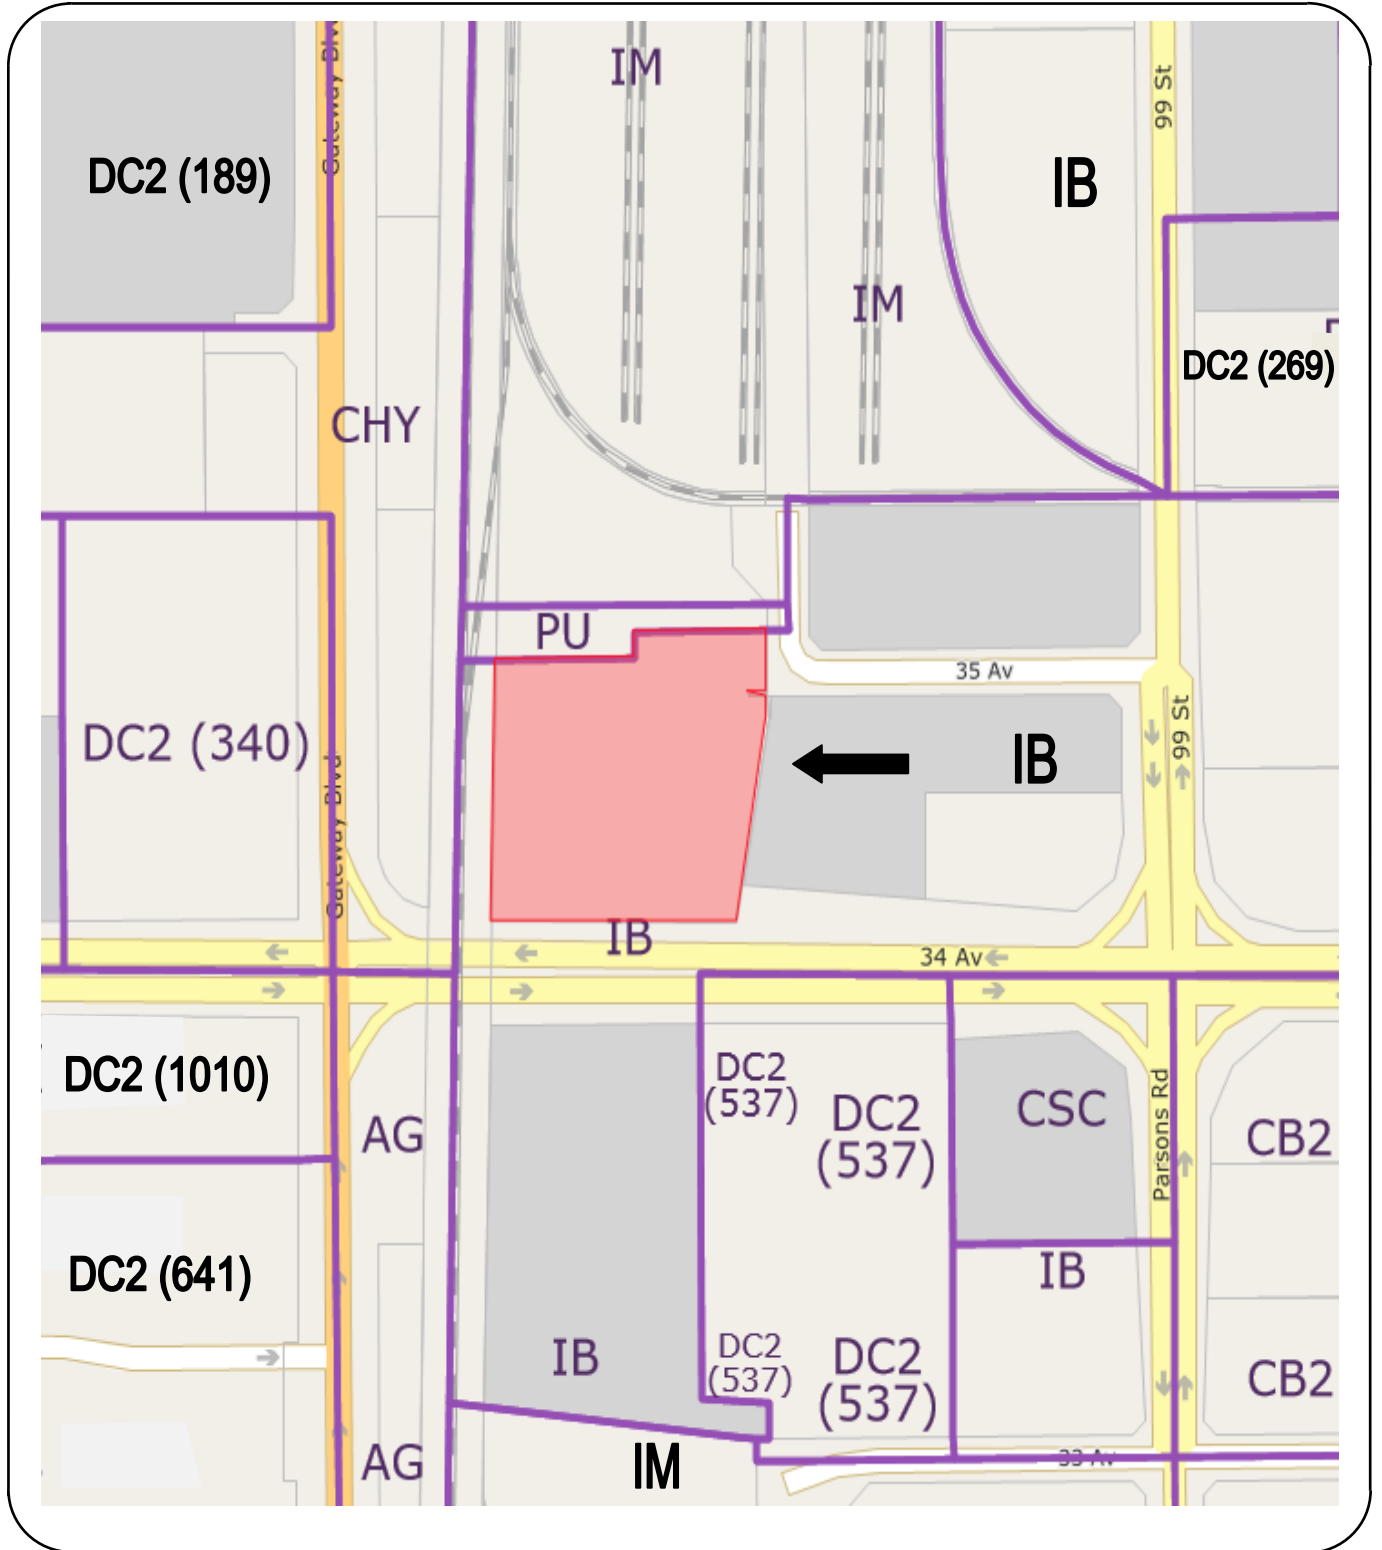 Gateway Blvd
IM
99 St
DC2 (189)
IB
IM
DC2 (269)
CHY
PU
35 Av
DC2 (340)
99 St
IB
Gateway Blvd
IB
34 Av
DC2 (1010)
DC2
(537)
DC2
(537)
CSC
AG
Parsons Rd
CB2
DC2 (641)
IB
IB
DC2
(537)
DC2
(537)
CB2
AG
IM
33 Av